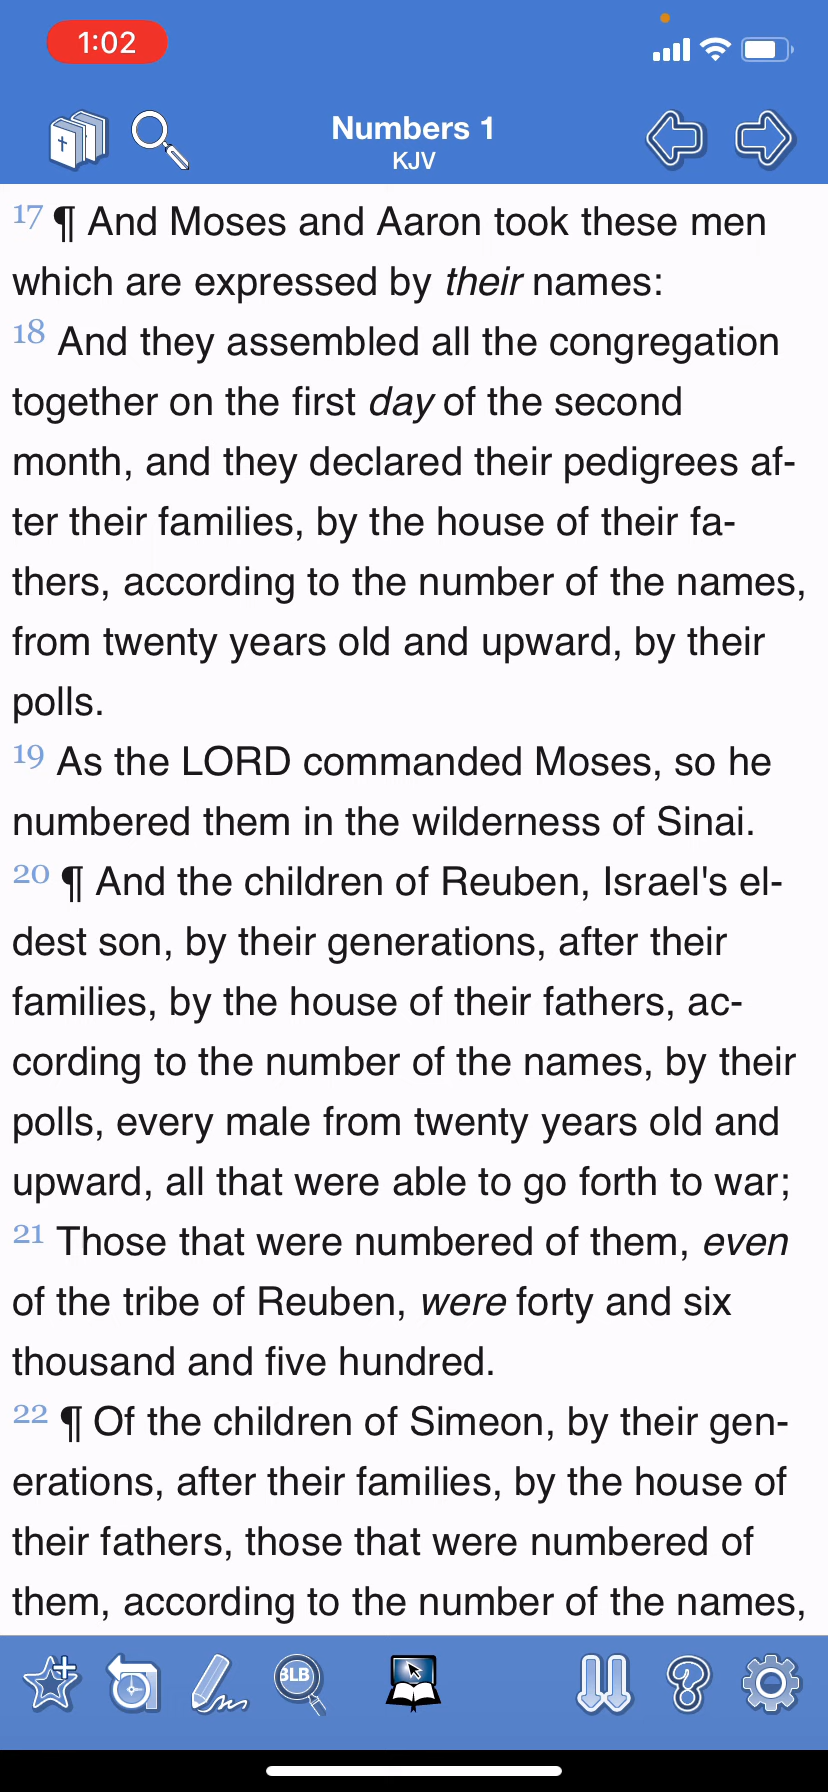 1:02
Numbers 1
KJV
17 ¶ And Moses and Aaron took these men
which are expressed by their names:
18 And they assembled all the congregation
together on the first day of the second
month, and they declared their pedigrees af-
ter their families, by the house of their fa-
thers, according to the number of the names,
from twenty years old and upward, by their
polls.
19 As the LORD commanded Moses, so he
numbered them in the wilderness of Sinai.
20 ¶ And the children of Reuben, Israel's el-
dest son, by their generations, after their
families, by the house of their fathers, ac-
cording to the number of the names, by their
polls, every male from twenty years old and
upward, all that were able to go forth to war;
21 Those that were numbered of them, even
of the tribe of Reuben, were forty and six
thousand and five hundred.
22 ¶ Of the children of Simeon, by their gen-
erations, after their families, by the house of
their fathers, those that were numbered of
them, according to the number of the names,
BLB